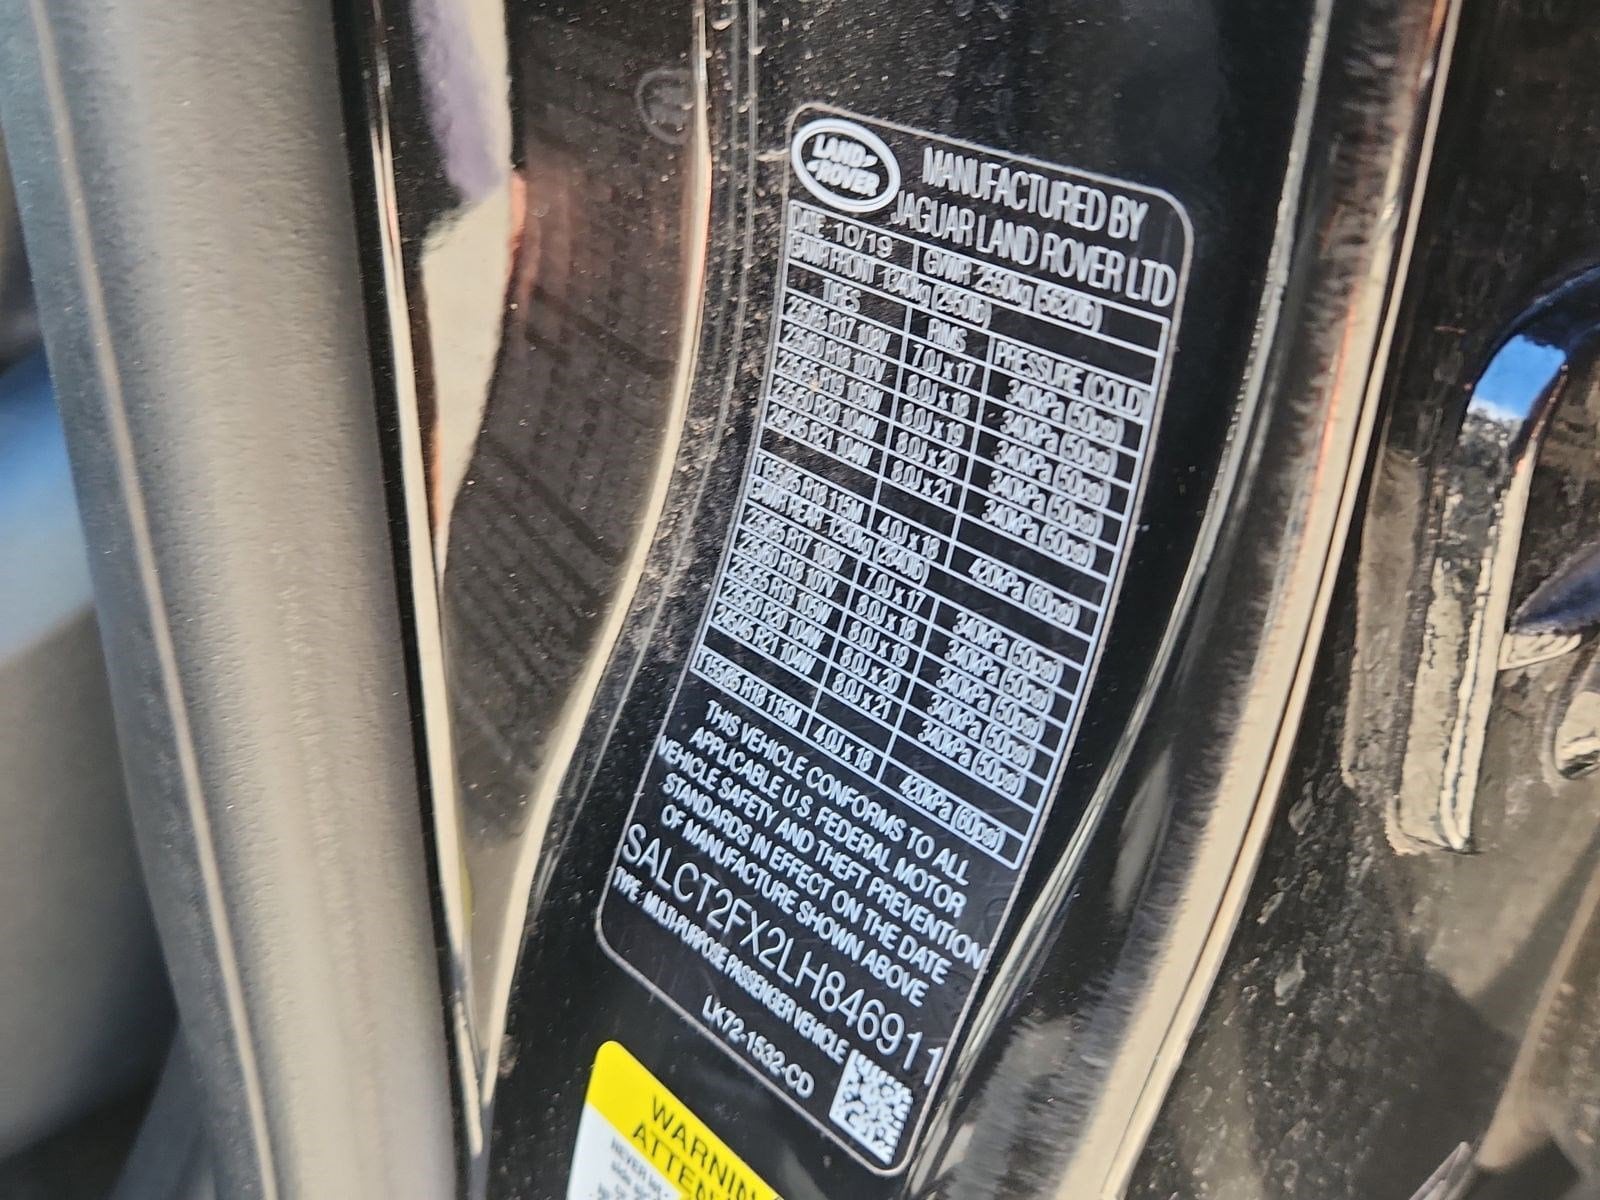 LAND ROVER
MANUFACTURED BY
JAGUAR LAND ROVER LTD
DATE: 10/19 GVWR 2550kg (5620lb)
GAWR FRONT 1340kg (2950lb)
TIRES RIMS PRESSURE (COLD)
235/65 R17 108V 7.0J x 17 340kPa (50psi)
235/60 R18 107V 8.0J x 18 340kPa (50psi)
235/55 R19 105W 8.0J x 19 340kPa (50psi)
235/50 R20 104W 8.0J x 20 340kPa (50psi)
245/45 R21 104W 8.0J x 21 340kPa (50psi)
T155/85 R18 115M 4.0J x 18 420kPa (60psi)
GAWR REAR 1290kg (2840lb)
235/65 R17 108V 7.0J x 17 340kPa (50psi)
235/60 R18 107V 8.0J x 18 340kPa (50psi)
235/55 R19 105W 8.0J x 19 340kPa (50psi)
235/50 R20 104W 8.0J x 20 340kPa (50psi)
245/45 R21 104W 8.0J x 21 340kPa (50psi)
T155/85 R18 115M 4.0J x 18 420kPa (60psi)
THIS VEHICLE CONFORMS TO ALL
APPLICABLE U.S. FEDERAL MOTOR
VEHICLE SAFETY AND THEFT PREVENTION
STANDARDS IN EFFECT ON THE DATE
OF MANUFACTURE SHOWN ABOVE
SALCT2FX2LH846911
TYPE: MULTI-PURPOSE PASSENGER VEHICLE
LK72-1532-CD
WARNIN
ATTEN
NEVER